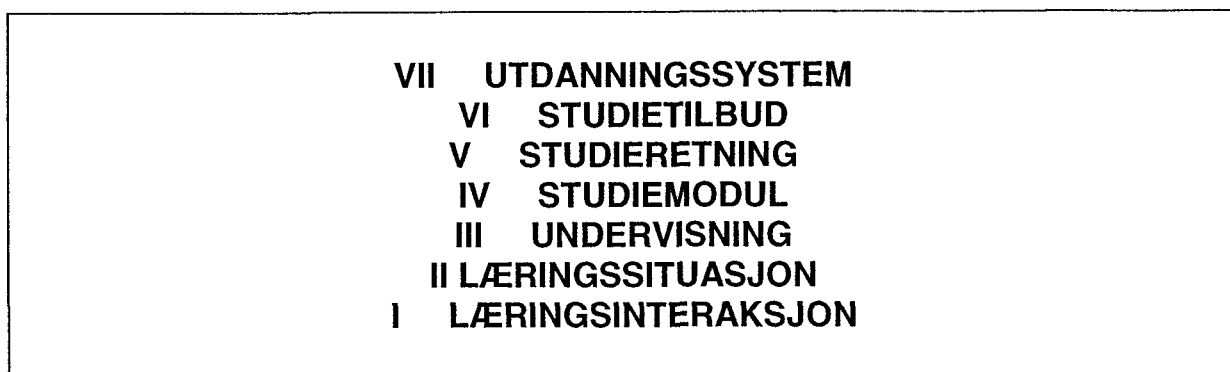 VII UTDANNINGSSYSTEM
VI STUDIETILBUD
V STUDIERETNING
IV STUDIEMODUL
III UNDERVISNING
II LÆRINGSSITUASJON
I LÆRINGSINTERAKSJON